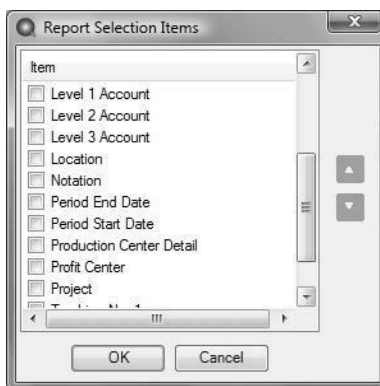 Report Selection Items
Item
Level 1 Account
Level 2 Account
Level 3 Account
Location
Notation
Period End Date
Period Start Date
Production Center Detail
Profit Center
Project
OK
Cancel